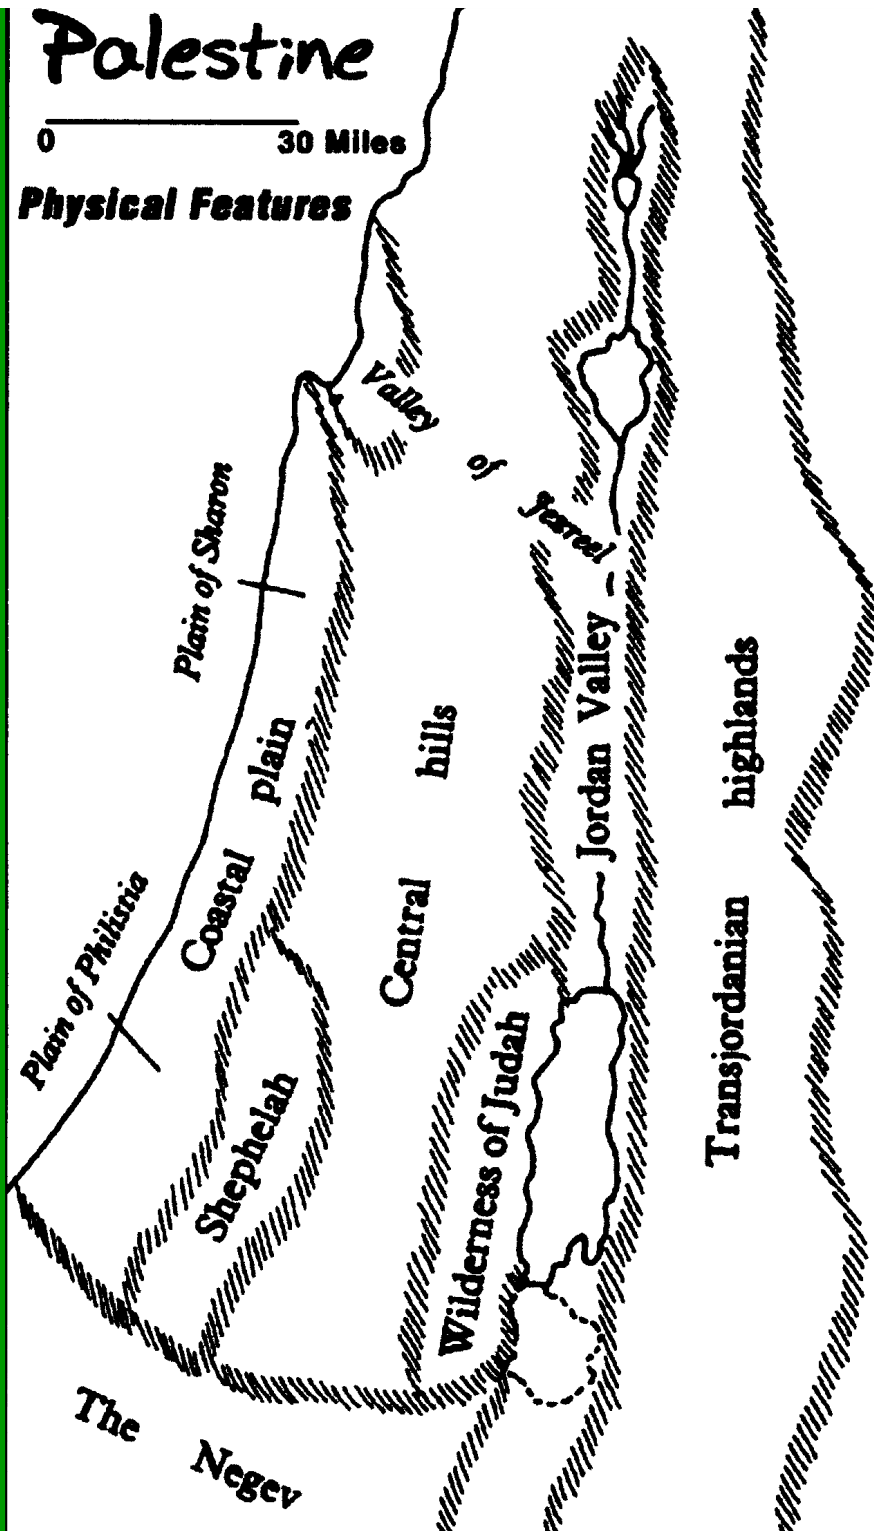 Palestine
0 30 Miles
Physical Features
Valley of Jezreel
Plain of Sharon
Coastal plain
Central hills
Jordan Valley
Transjordanian highlands
Plain of Philistia
Shephelah
Wilderness of Judah
The Negev